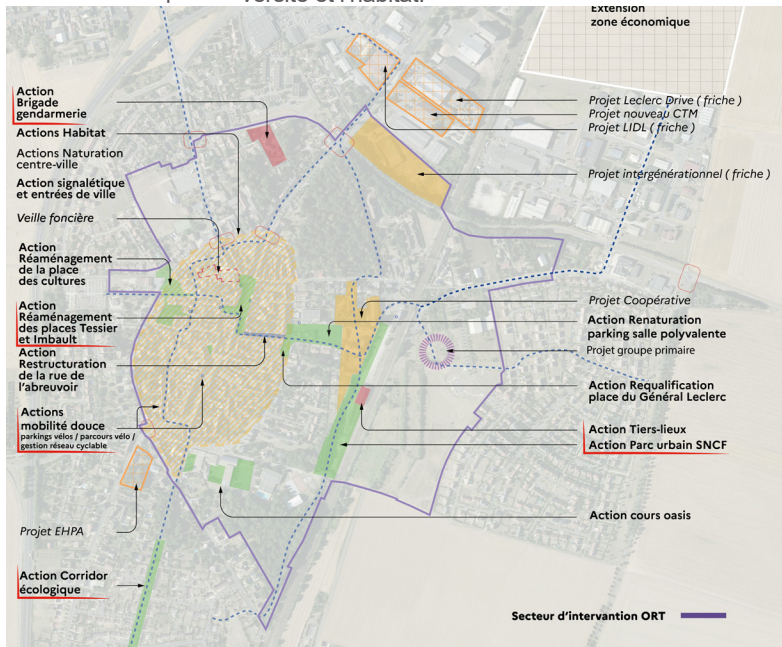 versité et l'habitat.
Extension
zone économique
Action
Brigade
gendarmerie
Actions Habitat
Actions Naturation
centre-ville
Action signalétique
et entrées de ville
Veille foncière
Action
Réaménagement
de la place
des cultures
Action
Réaménagement
des places Tessier
et Imbault
Action
Restructuration
de la rue de
l'abreuvoir
Actions
mobilité douce
parkings vélos / parcours vélo /
gestion réseau cyclable
Projet EHPA
Action Corridor
écologique
Projet Leclerc Drive ( friche )
Projet nouveau CTM
Projet LIDL ( friche )
Projet intergénérationnel ( friche )
Projet Coopérative
Action Renaturation
parking salle polyvalente
Projet groupe primaire
Action Requalification
place du Général Leclerc
Action Tiers-lieux
Action Parc urbain SNCF
Action cours oasis
Secteur d'intervantion ORT